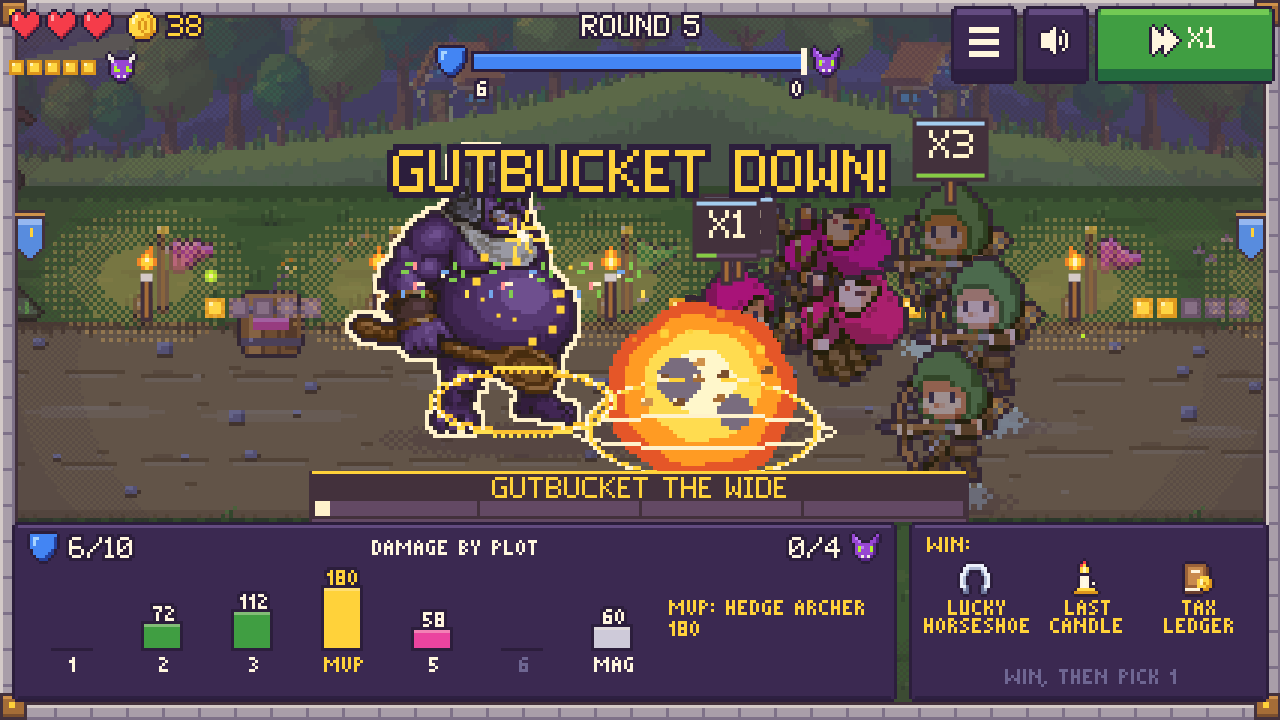 38
ROUND 5
X1
6
0
X3
GUTBUCKET DOWN!
X1
GUTBUCKET THE WIDE
6/10
DAMAGE BY PLOT
0/4
WIN:
180
72
112
58
60
MVP: HEDGE ARCHER
180
LUCKY
HORSESHOE
LAST
CANDLE
TAX
LEDGER
1
2
3
MVP
5
6
MAG
WIN, THEN PICK 1